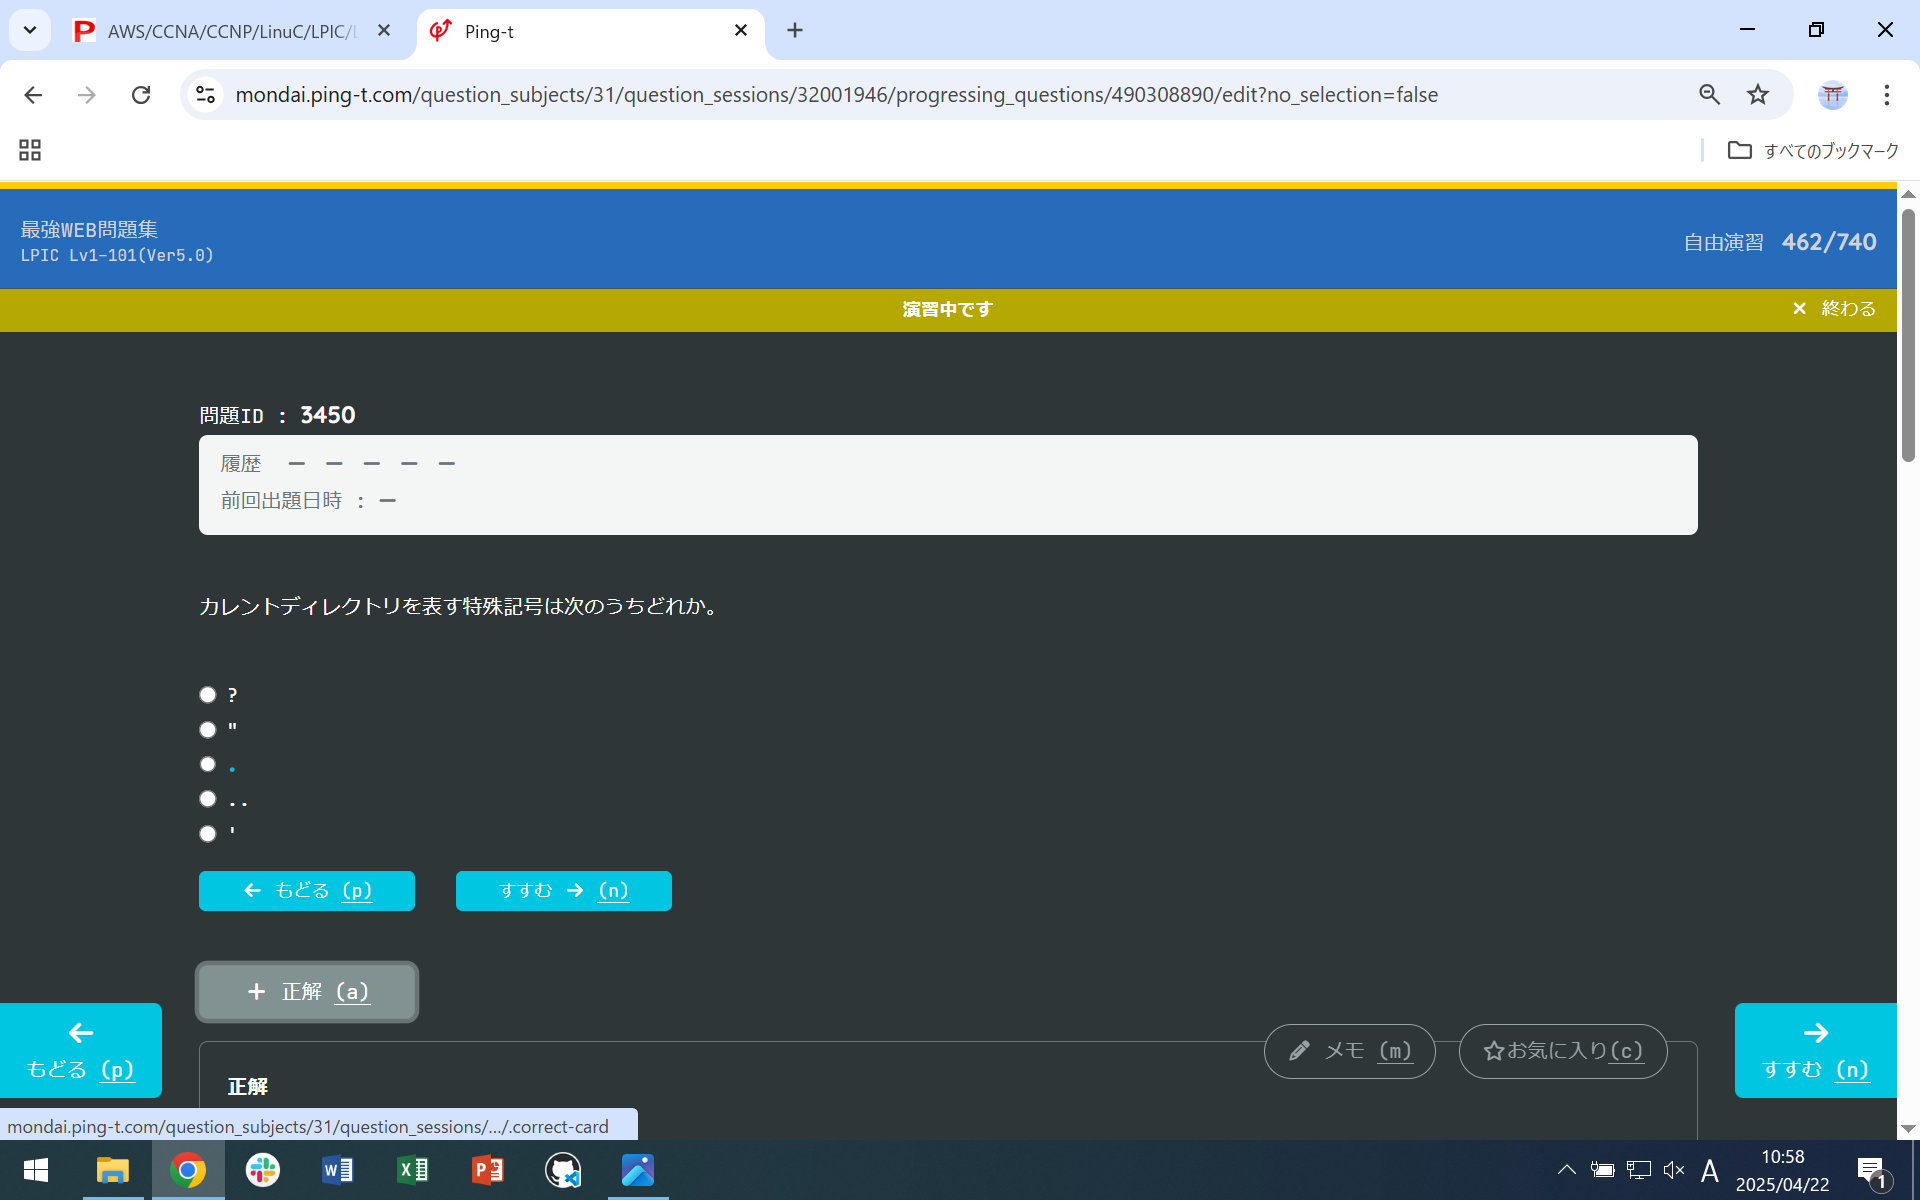 AWS/CCNA/CCNP/LinuC/LPIC/
Ping-t
mondai.ping-t.com/question_subjects/31/question_sessions/32001946/progressing_questions/490308890/edit?no_selection=false
すべてのブックマーク
最強WEB問題集
LPIC Lv1-101(Ver5.0)
自由演習 462/740
演習中です
× 終わる
問題ID : 3450
履歴 ー ー ー ー ー
前回出題日時 : ー
カレントディレクトリを表す特殊記号は次のうちどれか。
?
"
.
..
'
← もどる (p)
すすむ → (n)
+ 正解 (a)
メモ (m)
☆お気に入り(c)
正解
←
もどる (p)
→
すすむ (n)
mondai.ping-t.com/question_subjects/31/question_sessions/.../.correct-card
A
10:58
2025/04/22
1